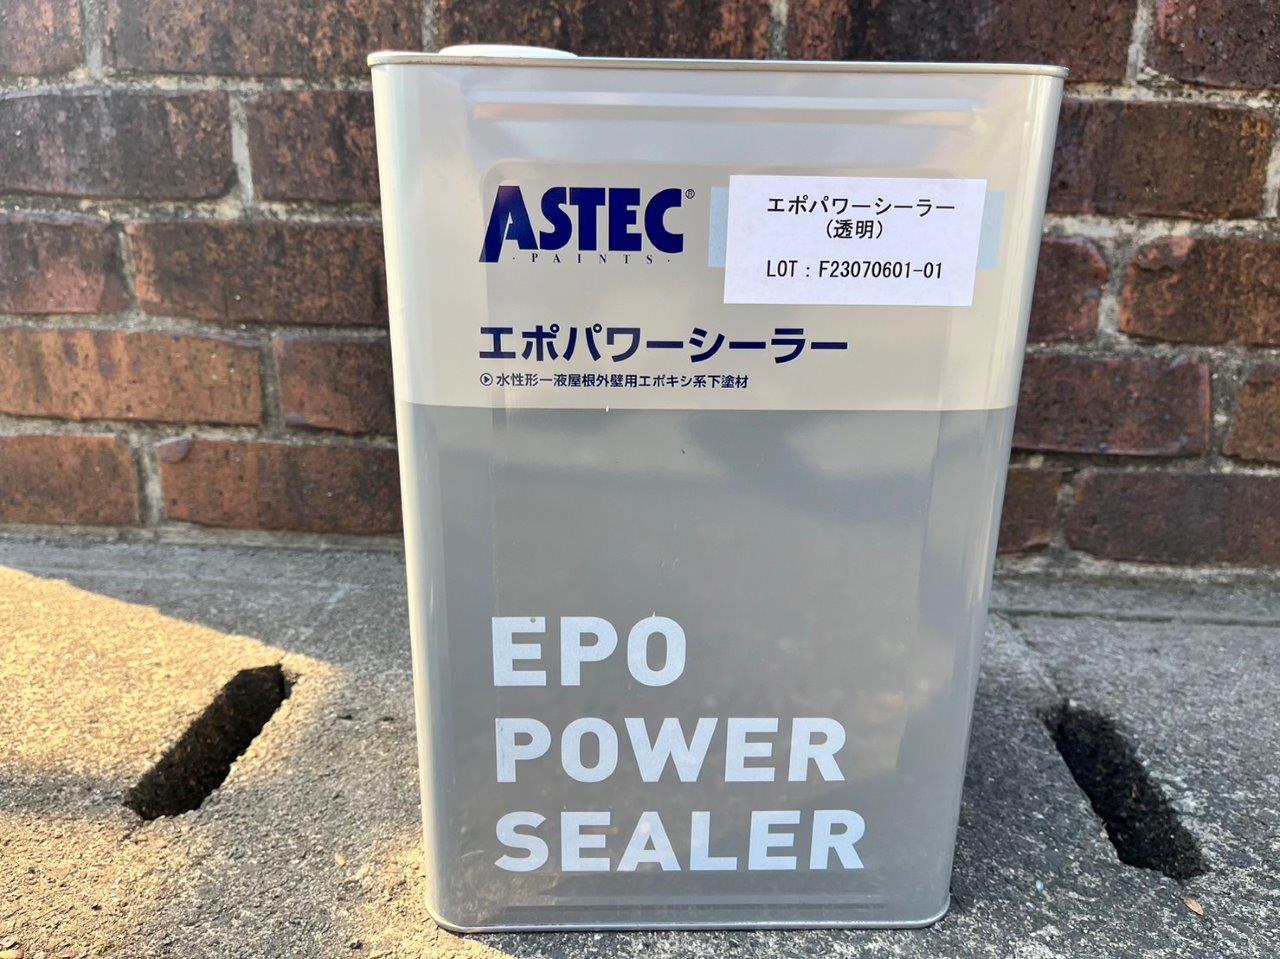 ASTEC®
・PAINTS・
エポパワーシーラー
(透明)
LOT：F23070601-01
エポパワーシーラー
水性形一液屋根外壁用エポキシ系下塗材
EPO
POWER
SEALER